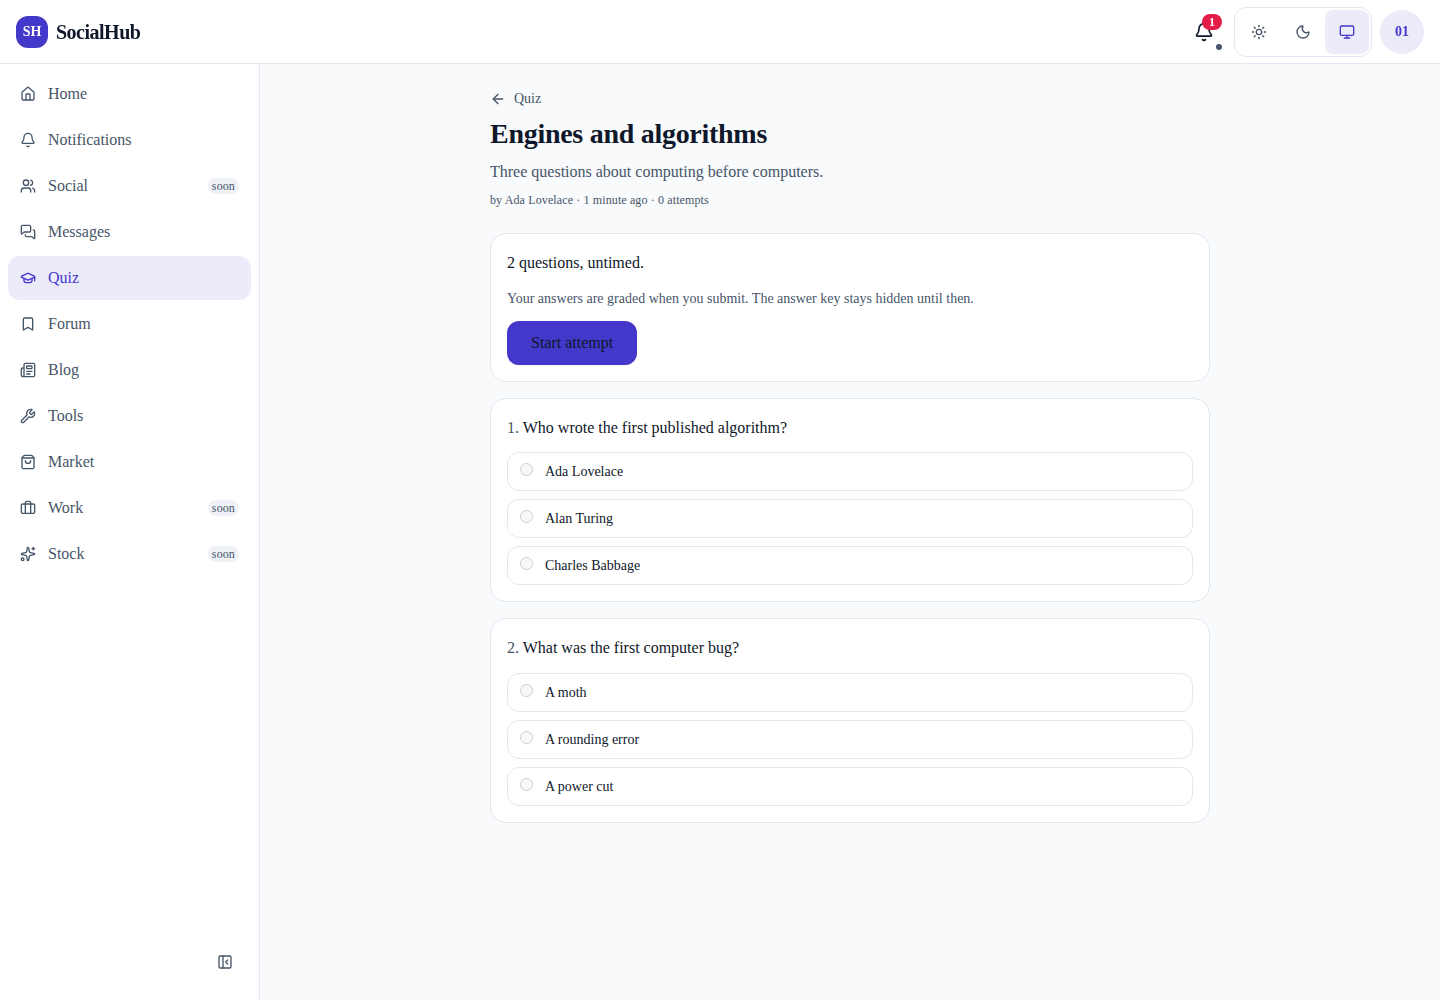 SH SocialHub
1
01
Home
Notifications
Social soon
Messages
Quiz
Forum
Blog
Tools
Market
Work soon
Stock soon
Quiz
Engines and algorithms
Three questions about computing before computers.
by Ada Lovelace · 1 minute ago · 0 attempts
2 questions, untimed.
Your answers are graded when you submit. The answer key stays hidden until then.
Start attempt
1. Who wrote the first published algorithm?
Ada Lovelace
Alan Turing
Charles Babbage
2. What was the first computer bug?
A moth
A rounding error
A power cut